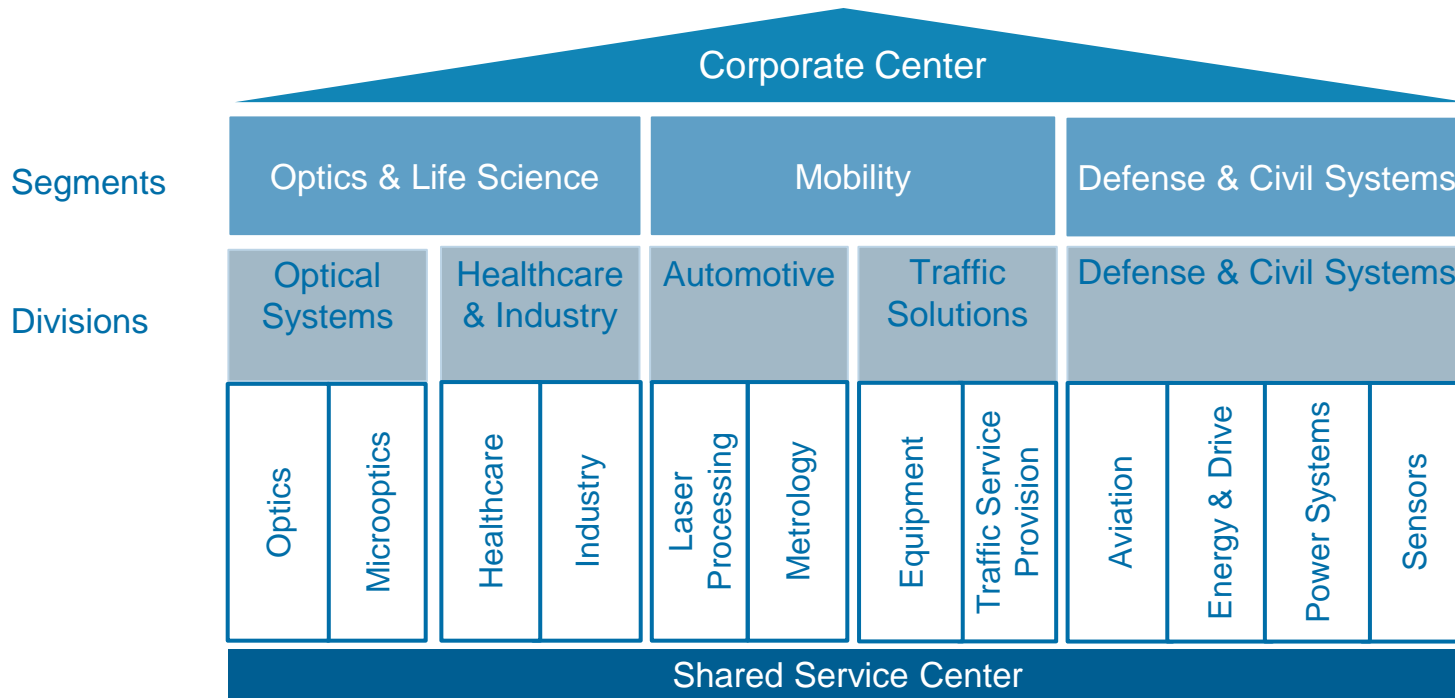 Corporate Center
Segments
Optics & Life Science
Mobility
Defense & Civil Systems
Divisions
Optical
Systems
Healthcare
& Industry
Automotive
Traffic
Solutions
Defense & Civil Systems
Optics
Microoptics
Healthcare
Industry
Laser
Processing
Metrology
Equipment
Traffic Service
Provision
Aviation
Energy & Drive
Power Systems
Sensors
Shared Service Center